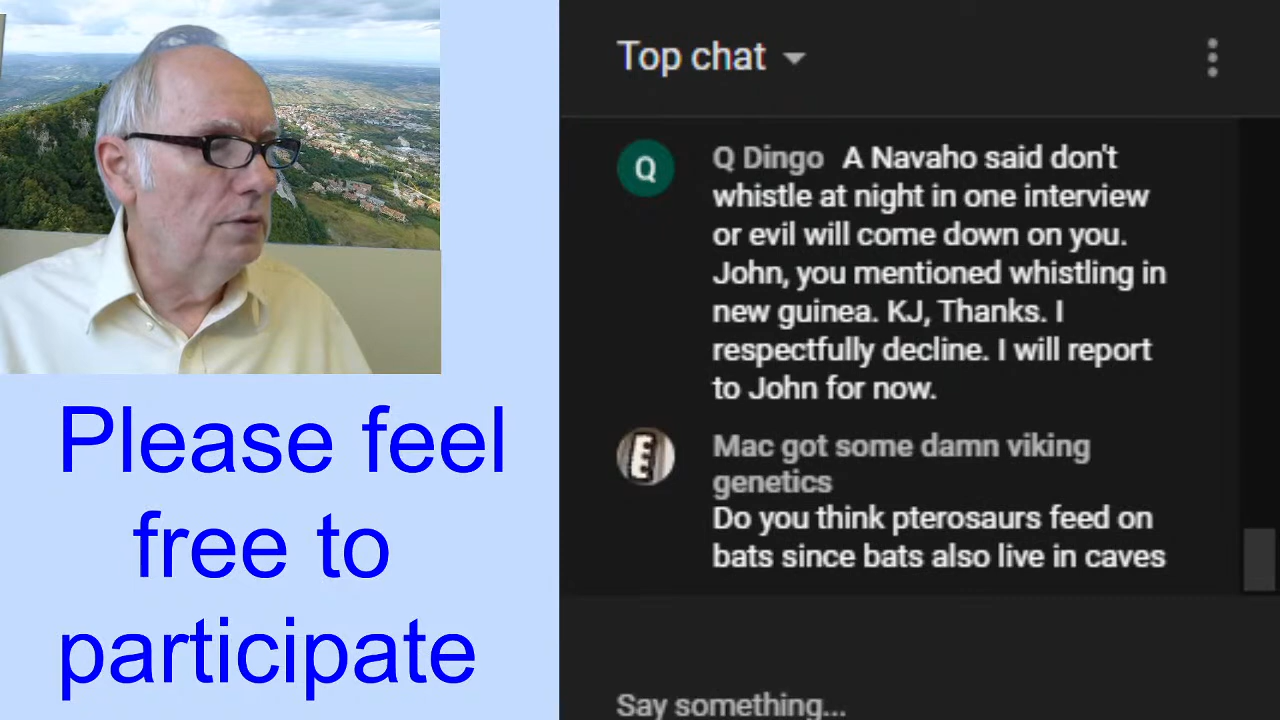 Please feel
free to
participate
Top chat
Q
Q Dingo A Navaho said don't
whistle at night in one interview
or evil will come down on you.
John, you mentioned whistling in
new guinea. KJ, Thanks. I
respectfully decline. I will report
to John for now.
E
Mac got some damn viking
genetics
Do you think pterosaurs feed on
bats since bats also live in caves
Say something...